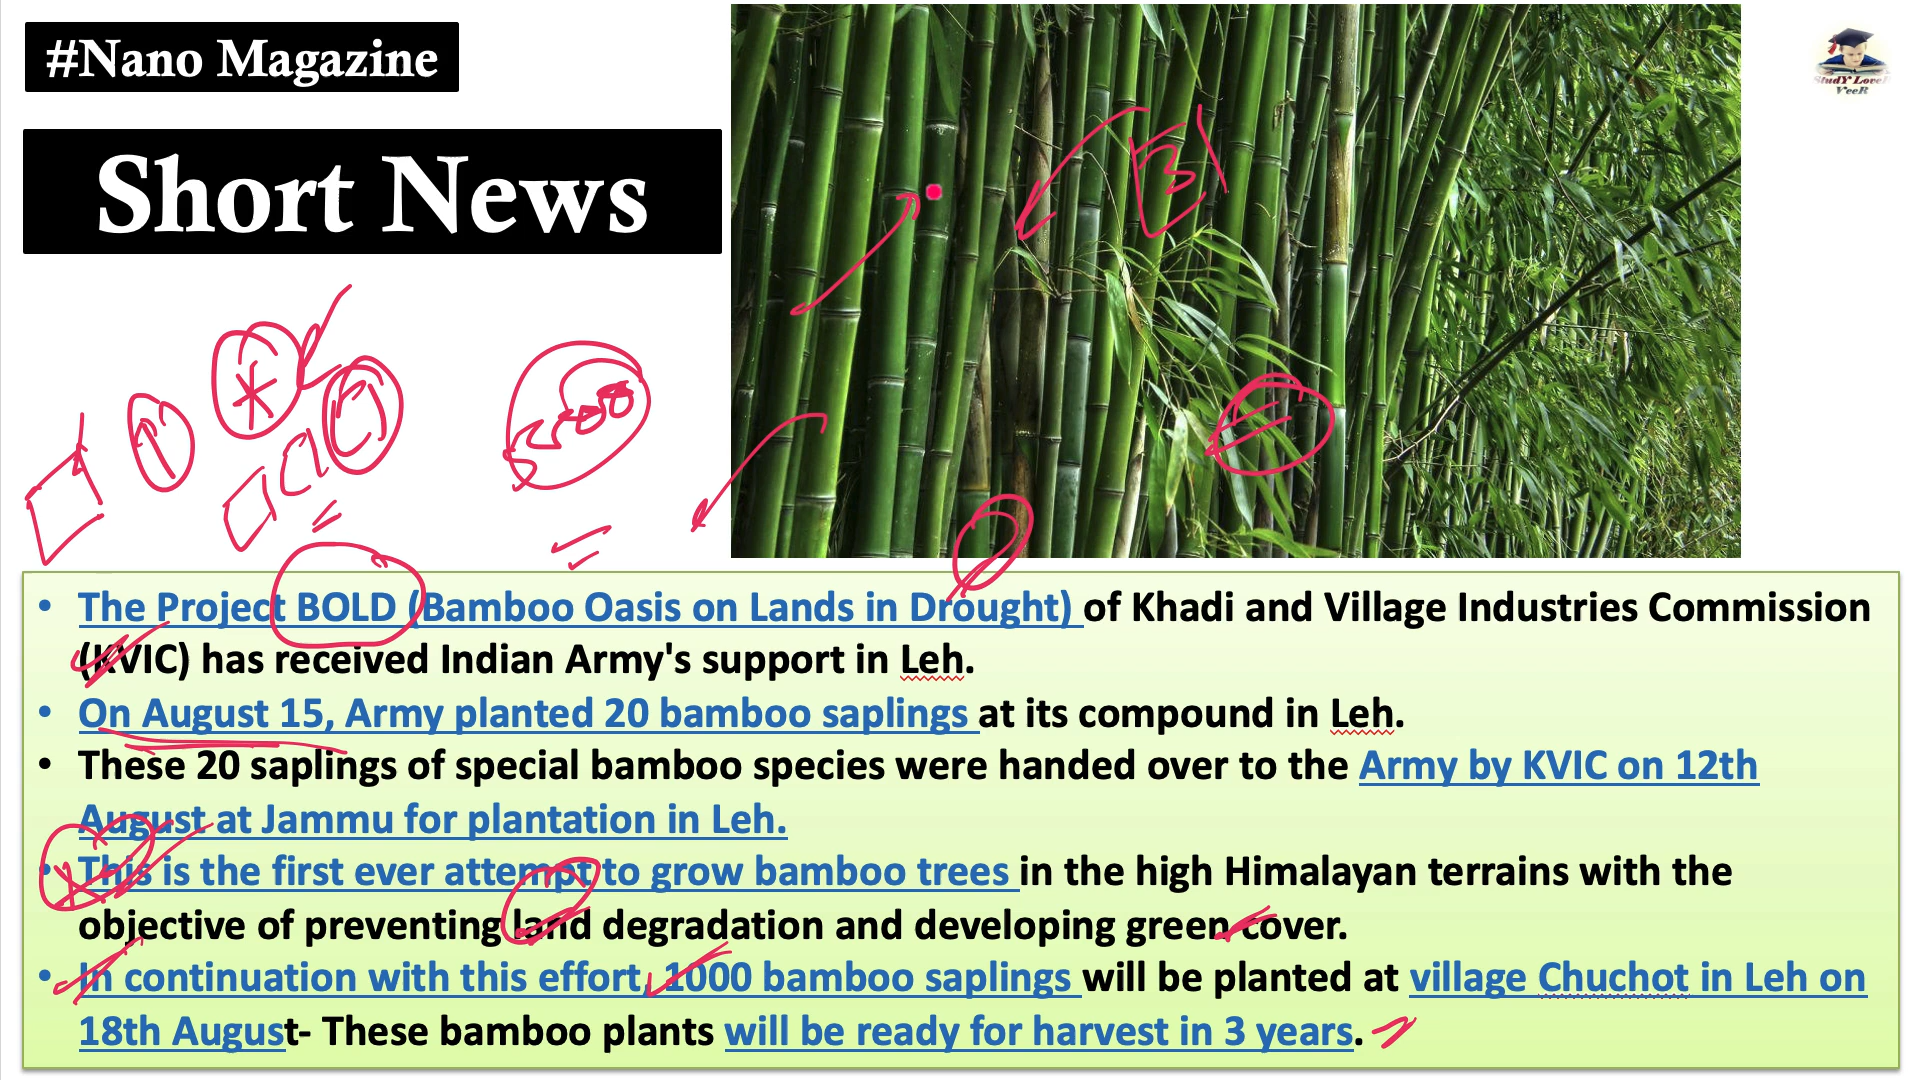 #Nano Magazine
StudY LoveR
VeeR
Short News
• The Project BOLD (Bamboo Oasis on Lands in Drought) of Khadi and Village Industries Commission
(KVIC) has received Indian Army's support in Leh.
• On August 15, Army planted 20 bamboo saplings at its compound in Leh.
• These 20 saplings of special bamboo species were handed over to the Army by KVIC on 12th
August at Jammu for plantation in Leh.
• This is the first ever attempt to grow bamboo trees in the high Himalayan terrains with the
objective of preventing land degradation and developing green cover.
• In continuation with this effort, 1000 bamboo saplings will be planted at village Chuchot in Leh on
18th August- These bamboo plants will be ready for harvest in 3 years.